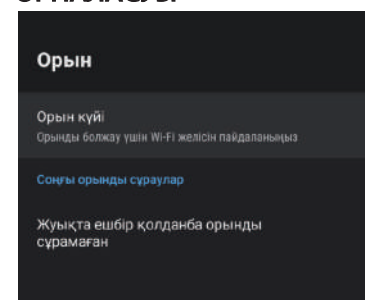 Орын
Орын күйі
Орынды болжау үшін Wi-Fi желісін пайдаланыңыз
Соңғы орынды сұраулар
Жуықта ешбір қолданба орынды
сұрамаған